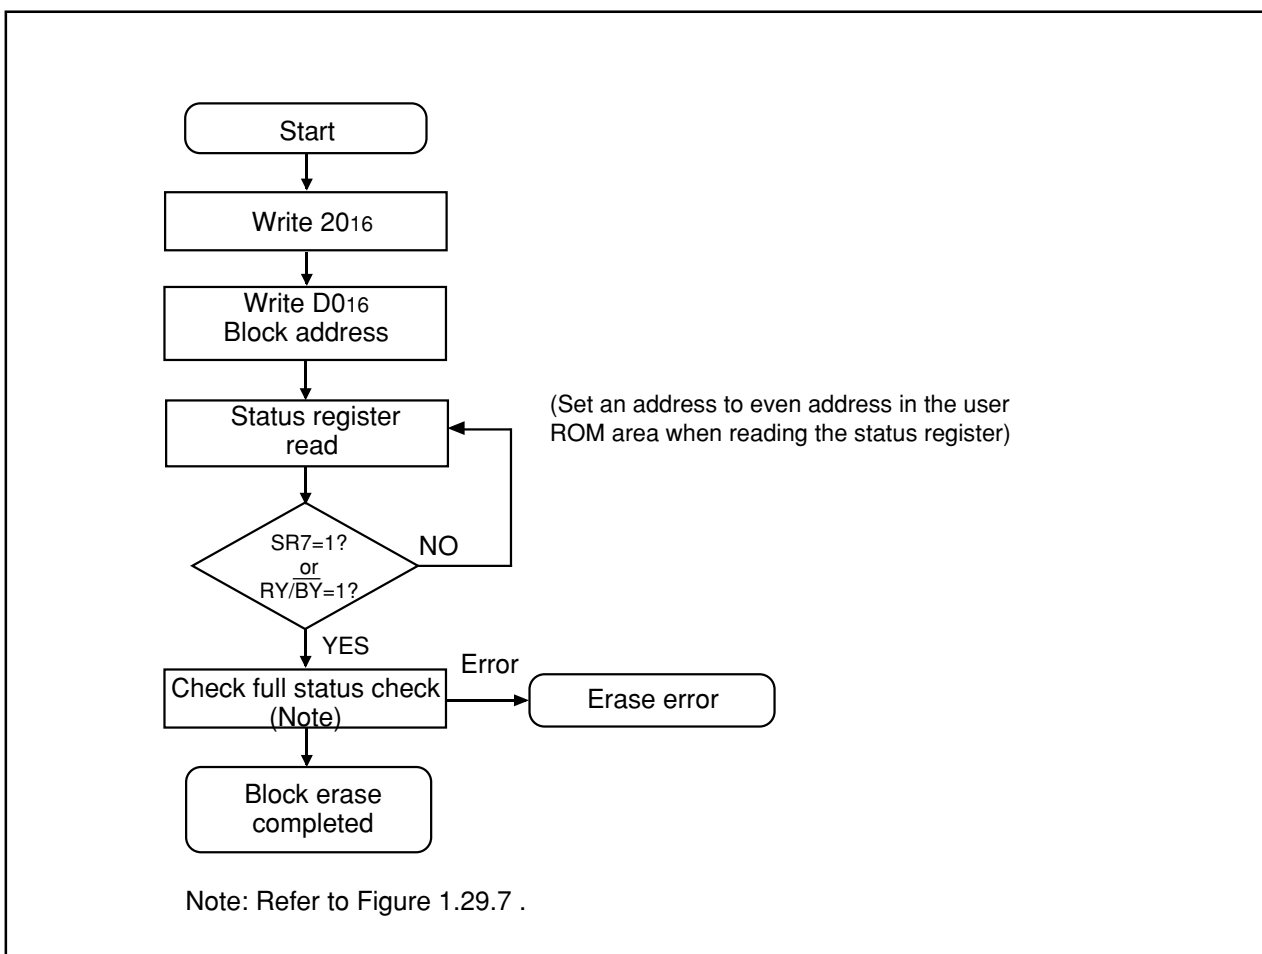 Start
Write 2016
Write D016
Block address
Status register
read
(Set an address to even address in the user
ROM area when reading the status register)
SR7=1?
or
RY/B̅Y̅=1?
NO
YES
Check full status check
(Note)
Error
Erase error
Block erase
completed
Note: Refer to Figure 1.29.7 .